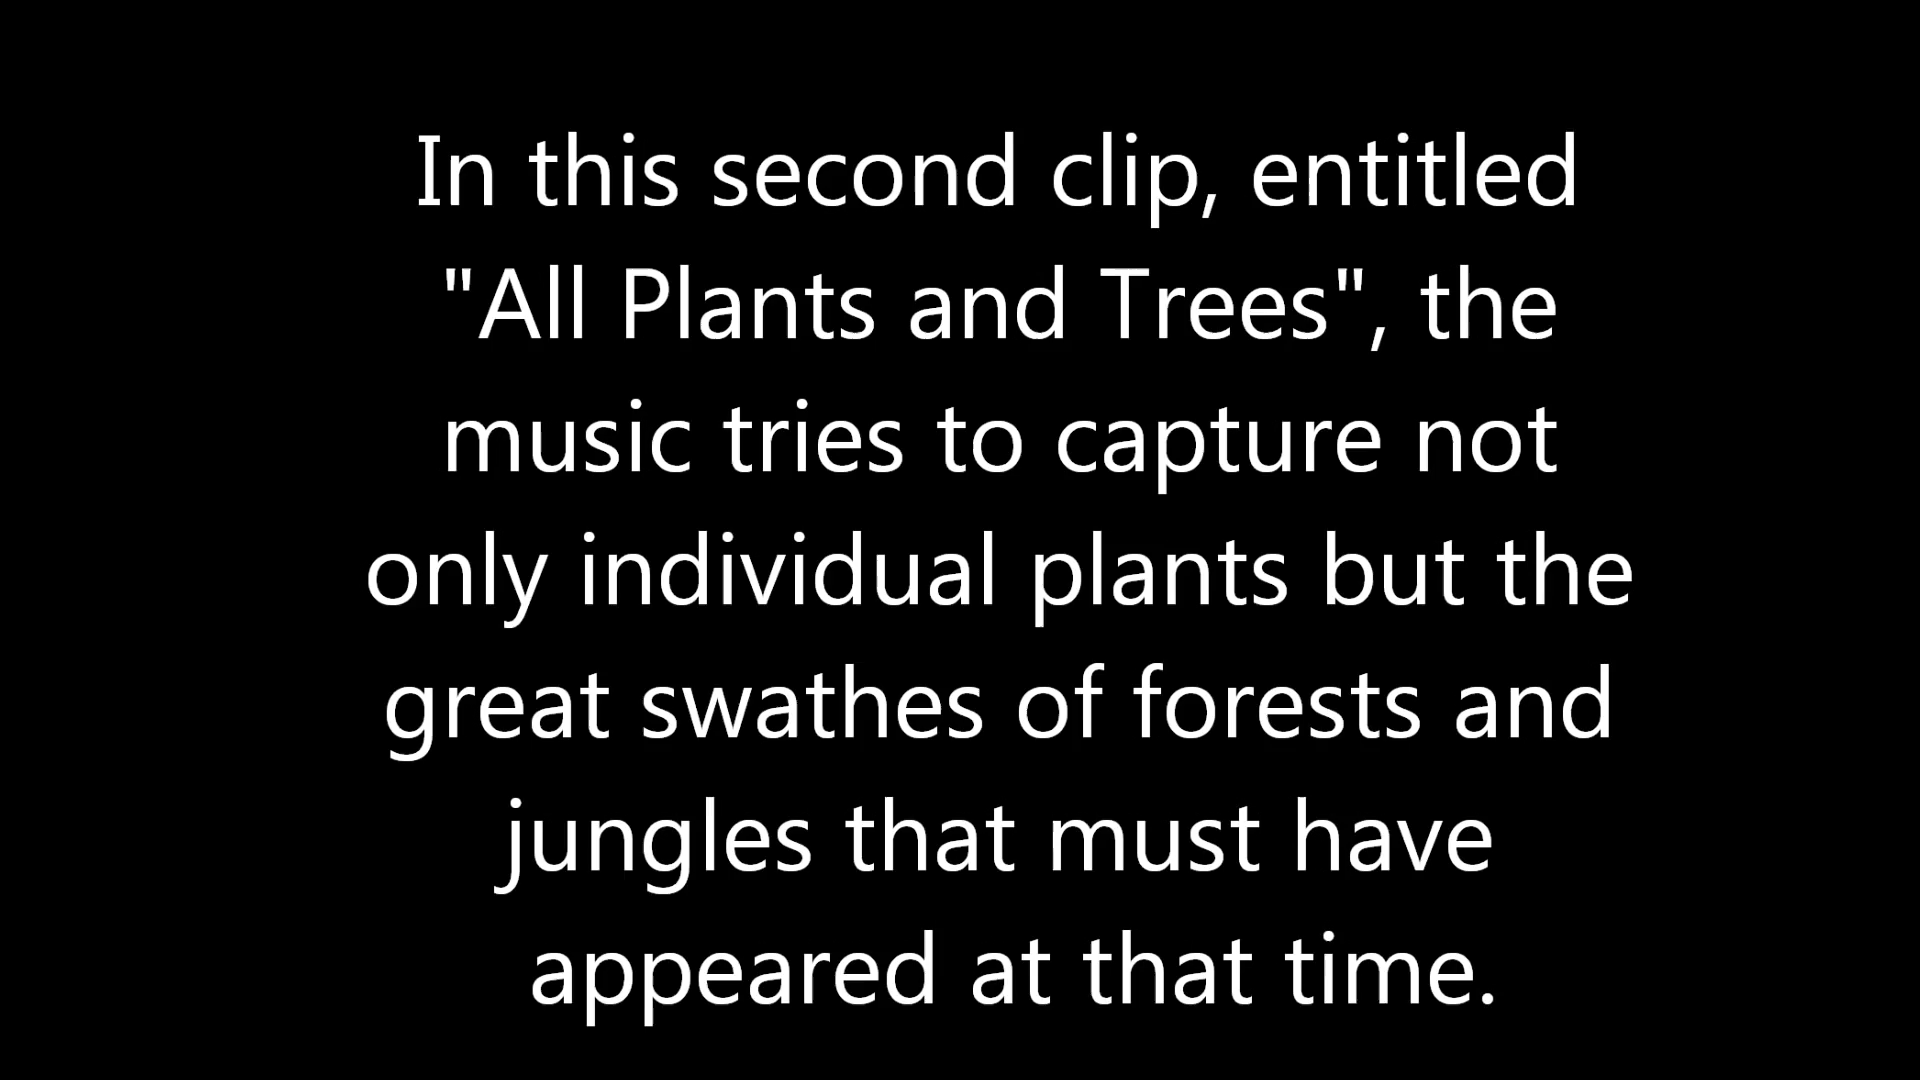 In this second clip, entitled
"All Plants and Trees", the
music tries to capture not
only individual plants but the
great swathes of forests and
jungles that must have
appeared at that time.